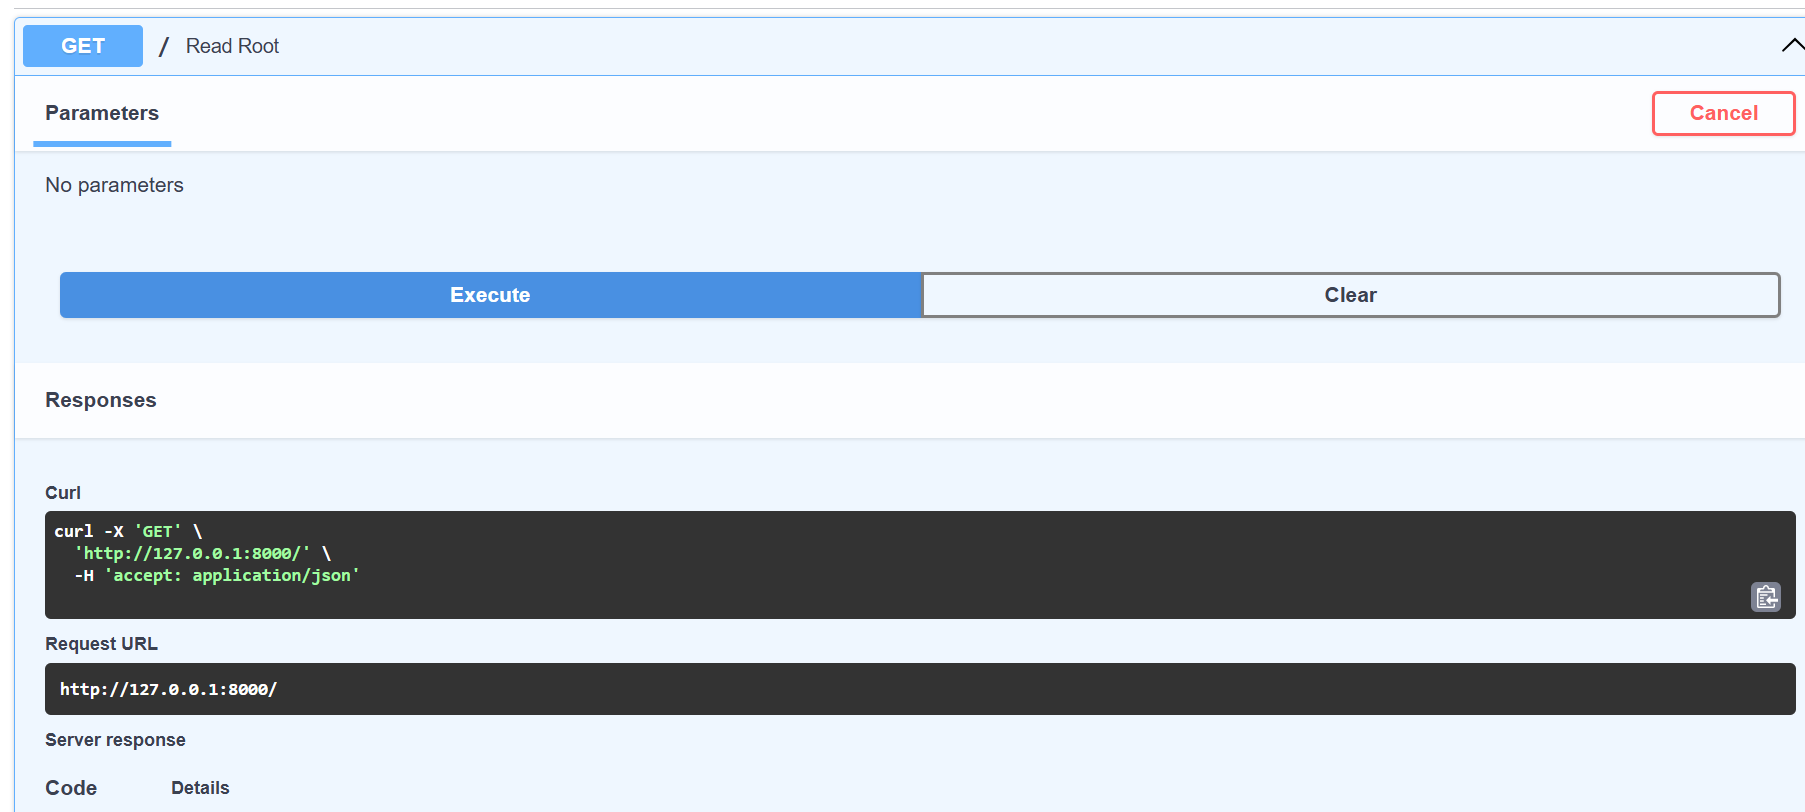 GET / Read Root
Parameters
Cancel
No parameters
Execute
Clear
Responses
Curl
curl -X 'GET' \
  'http://127.0.0.1:8000/' \
  -H 'accept: application/json'
Request URL
http://127.0.0.1:8000/
Server response
Code Details